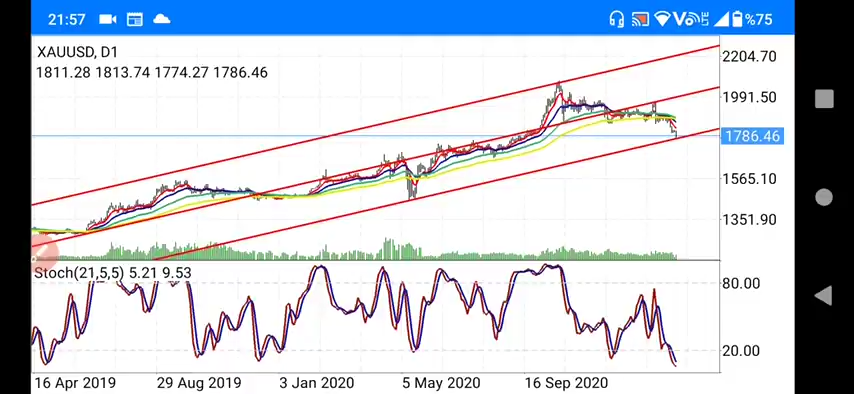 21:57
%75
XAUUSD, D1
1811.28 1813.74 1774.27 1786.46
2204.70
1991.50
1786.46
1565.10
1351.90
Stoch(21,5,5) 5.21 9.53
80.00
20.00
16 Apr 2019 29 Aug 2019 3 Jan 2020 5 May 2020 16 Sep 2020